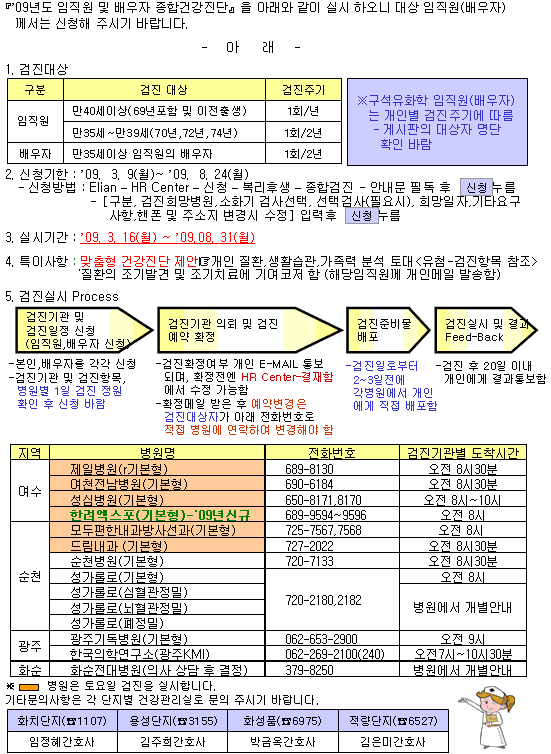 『'09년도 임직원 및 배우자 종합건강진단』을 아래와 같이 실시 하오니 대상 임직원(배우자)
께서는 신청해 주시기 바랍니다.
- 아 래 -
1. 검진대상
구분 검진 대상 검진주기
임직원 만40세이상(69년포함 및 이전출생) 1회/년
만35세~만39세(70년,72년,74년) 1회/2년
배우자 만35세이상 임직원의 배우자 1회/2년
※구석유화학 임직원(배우자)
는 개인별 검진주기에 따름
- 게시판의 대상자 명단
확인 바람
2. 신청기한 : '09. 3. 9(월)~ '09. 8. 24(월)
- 신청방법 : Elian – HR Center – 신청 – 복리후생 – 종합검진 - 안내문 필독 후 신청 누름
- [구분, 검진희망병원,소화기 검사선택, 선택검사(필요시), 희망일자,기타요구
사항,핸폰 및 주소지 변경시 수정] 입력후 신청 누름
3. 실시기간 : '09. 3. 16(월) ~ '09.08. 31(월)
4. 특이사항 : 맞춤형 건강진단 제안☞개인 질환,생활습관,가족력 분석 토대<유첨-검진항목 참조>
질환의 조기발견 및 조기치료에 기여코저 함 (해당임직원께 개인메일 발송함)
5. 검진실시 Process
검진기관 및
검진일정 신청
(임직원,배우자 신청)
검진기관 의뢰 및 검진
예약 확정
검진준비물
배포
검진실시 및 결과
Feed-Back
-본인,배우자용 각각 신청
-검진기관 및 검진항목,
병원별 1일 검진 정원
확인 후 신청 바람
-검진확정여부 개인 E-MAIL 통보
되며, 확정전엔 HR Center-결재함
에서 수정 가능함
-확정메일 받은 후 예약변경은
검진대상자가 아래 전화번호로
직접 병원에 연락하여 변경해야 함
-검진일로부터
2~3일전에
각병원에서 개인
에게 직접 배포함
-검진 후 20일 이내
개인에게 결과통보함
지역 병원명 전화번호 검진기관별 도착시간
여수 제일병원(r기본형) 689-8130 오전 8시30분
여천전남병원(기본형) 690-6184 오전 8시30분
성심병원(기본형) 650-8171,8170 오전 8시~10시
한려엑스포(기본형)-'09년신규 689-9594~9596 오전 8시
순천 모두편한내과방사선과(기본형) 725-7567,7568 오전 8시
드림내과 (기본형) 727-2022 오전 8시30분
순천병원(기본형) 720-7133 오전 8시30분
성가롤로(기본형) 720-2180,2182 오전 8시
성가롤로(심혈관정밀) 병원에서 개별안내
성가롤로(뇌혈관정밀)
성가롤로(폐정밀)
광주 광주기독병원(기본형) 062-653-2900 오전 9시
한국의학연구소(광주KMI) 062-269-2100(240) 오전7시~10시30분
화순 화순전대병원(의사 상담 후 결정) 379-8250 병원에서 개별안내
※ 병원은 토요일 검진을 실시합니다.
기타문의사항은 각 단지별 건강관리실로 문의 주시기 바랍니다.
화치단지(☎1107) 용성단지(☎3155) 화성품(☎6975) 적량단지(☎6527)
임정혜간호사 김주희간호사 박금옥간호사 김은미간호사